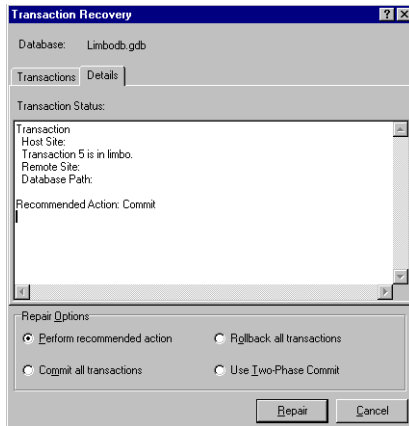 Transaction Recovery
Database: Limbodb.gdb
Transactions Details
Transaction Status:
Transaction
Host Site:
Transaction 5 is in limbo.
Remote Site:
Database Path:
Recommended Action: Commit
Repair Options
Perform recommended action Rollback all transactions
Commit all transactions Use Two-Phase Commit
Repair Cancel